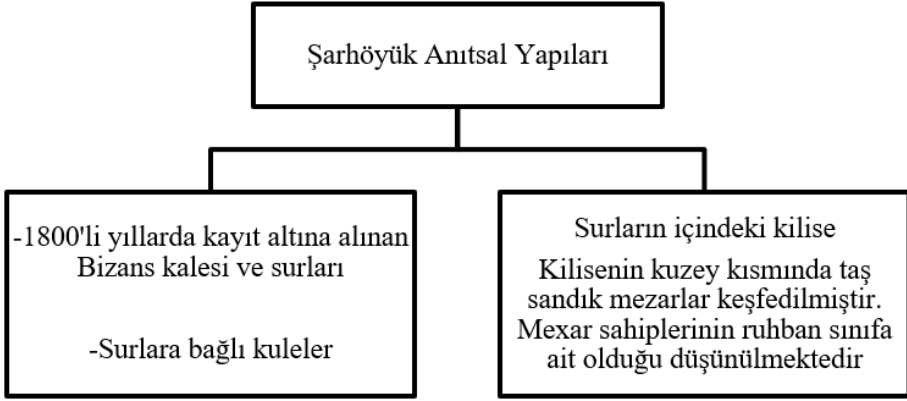 Şarhöyük Anıtsal Yapıları
-1800'li yıllarda kayıt altına alınan
Bizans kalesi ve surları
-Surlara bağlı kuleler
Surların içindeki kilise
Kilisenin kuzey kısmında taş
sandık mezarlar keşfedilmiştir.
Mexar sahiplerinin ruhban sınıfa
ait olduğu düşünülmektedir